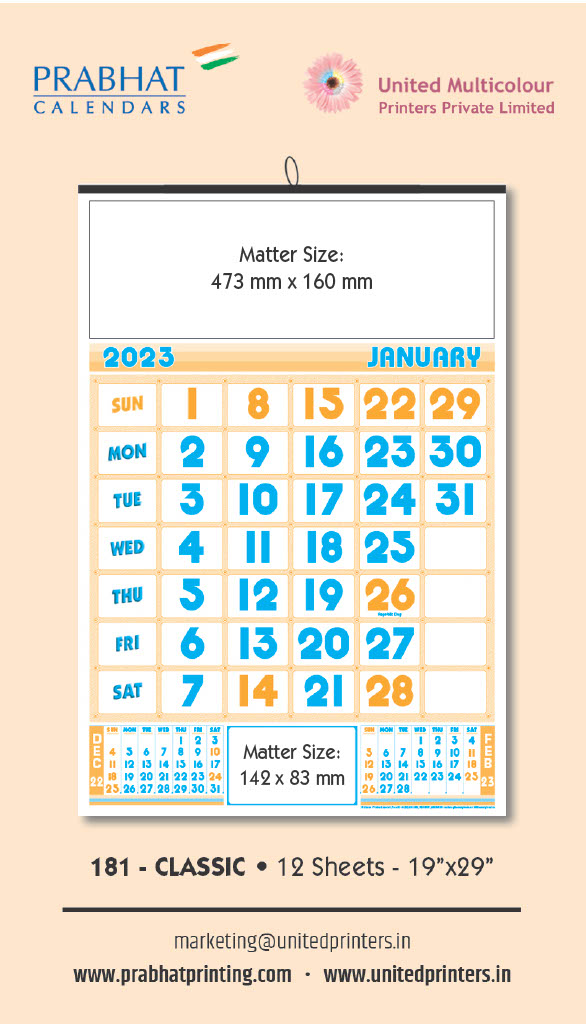 PRABHAT
CALENDARS
United Multicolour
Printers Private Limited
Matter Size:
473 mm x 160 mm
2023 JANUARY
SUN 1 8 15 22 29
MON 2 9 16 23 30
TUE 3 10 17 24 31
WED 4 11 18 25
THU 5 12 19 26
Republic Day
FRI 6 13 20 27
SAT 7 14 21 28
DEC 22
SUN MON TUE WED THU FRI SAT
1 2 3
4 5 6 7 8 9 10
11 12 13 14 15 16 17
18 19 20 21 22 23 24
25 26 27 28 29 30 31
Matter Size:
142 x 83 mm
SUN MON TUE WED THU FRI SAT
1 2 3 4
5 6 7 8 9 10 11
12 13 14 15 16 17 18
19 20 21 22 23 24 25
26 27 28
FEB 23
181 - CLASSIC • 12 Sheets - 19”x29”
marketing@unitedprinters.in
www.prabhatprinting.com · www.unitedprinters.in